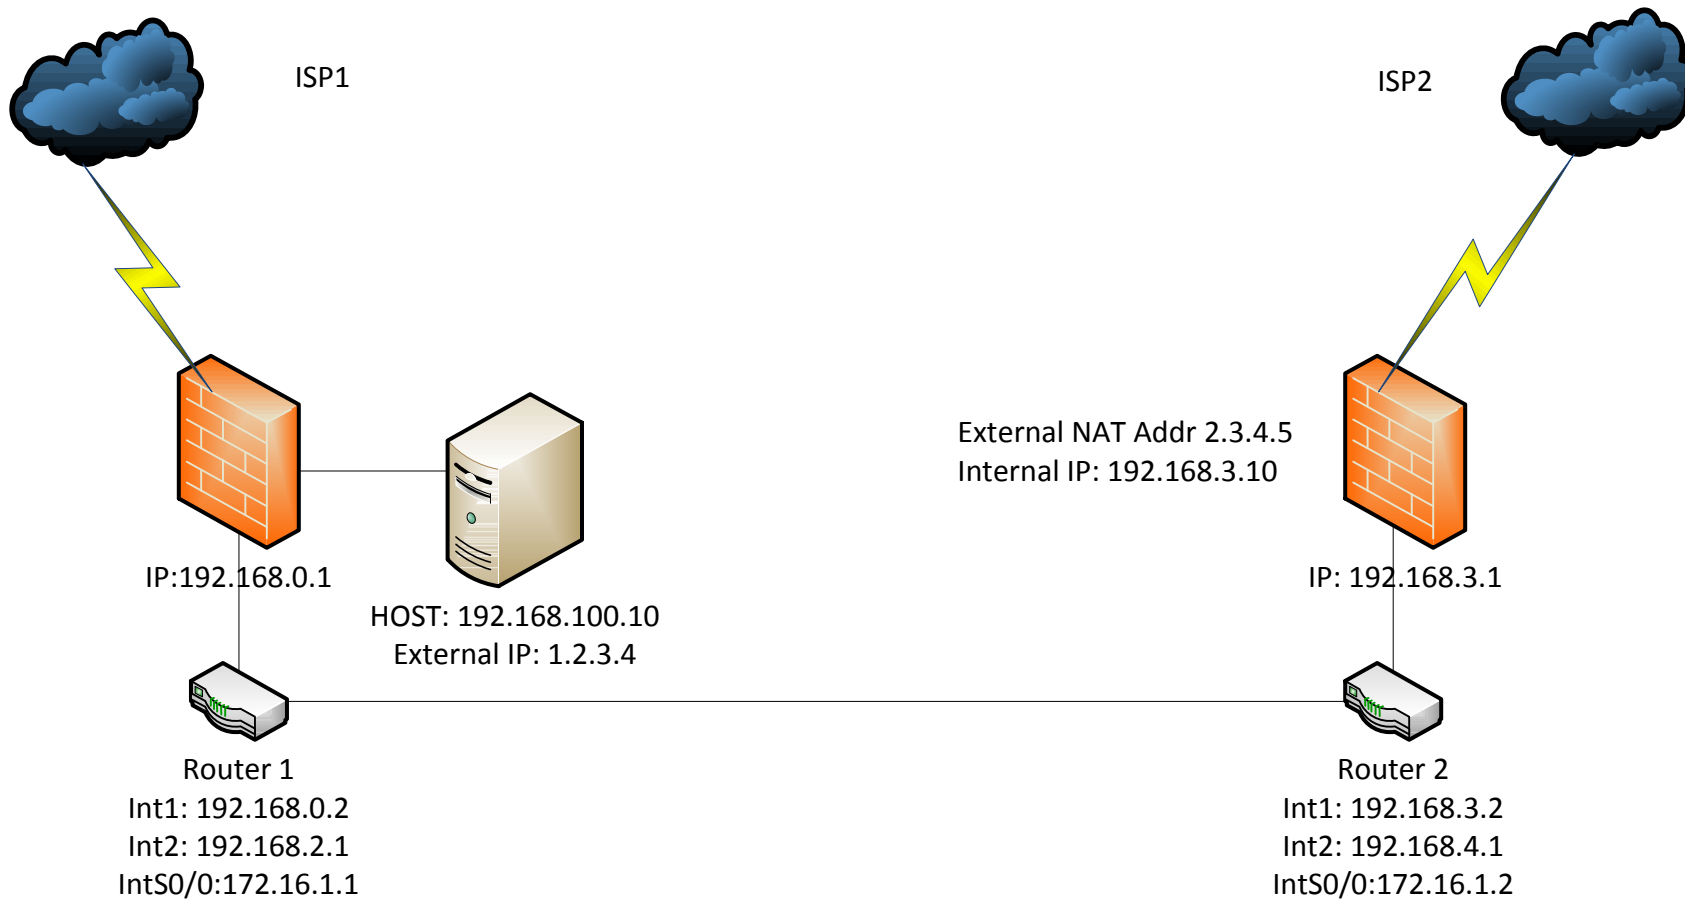 ISP1
ISP2
External NAT Addr 2.3.4.5
Internal IP: 192.168.3.10
IP:192.168.0.1
IP: 192.168.3.1
HOST: 192.168.100.10
External IP: 1.2.3.4
Router 1
Int1: 192.168.0.2
Int2: 192.168.2.1
IntS0/0:172.16.1.1
Router 2
Int1: 192.168.3.2
Int2: 192.168.4.1
IntS0/0:172.16.1.2